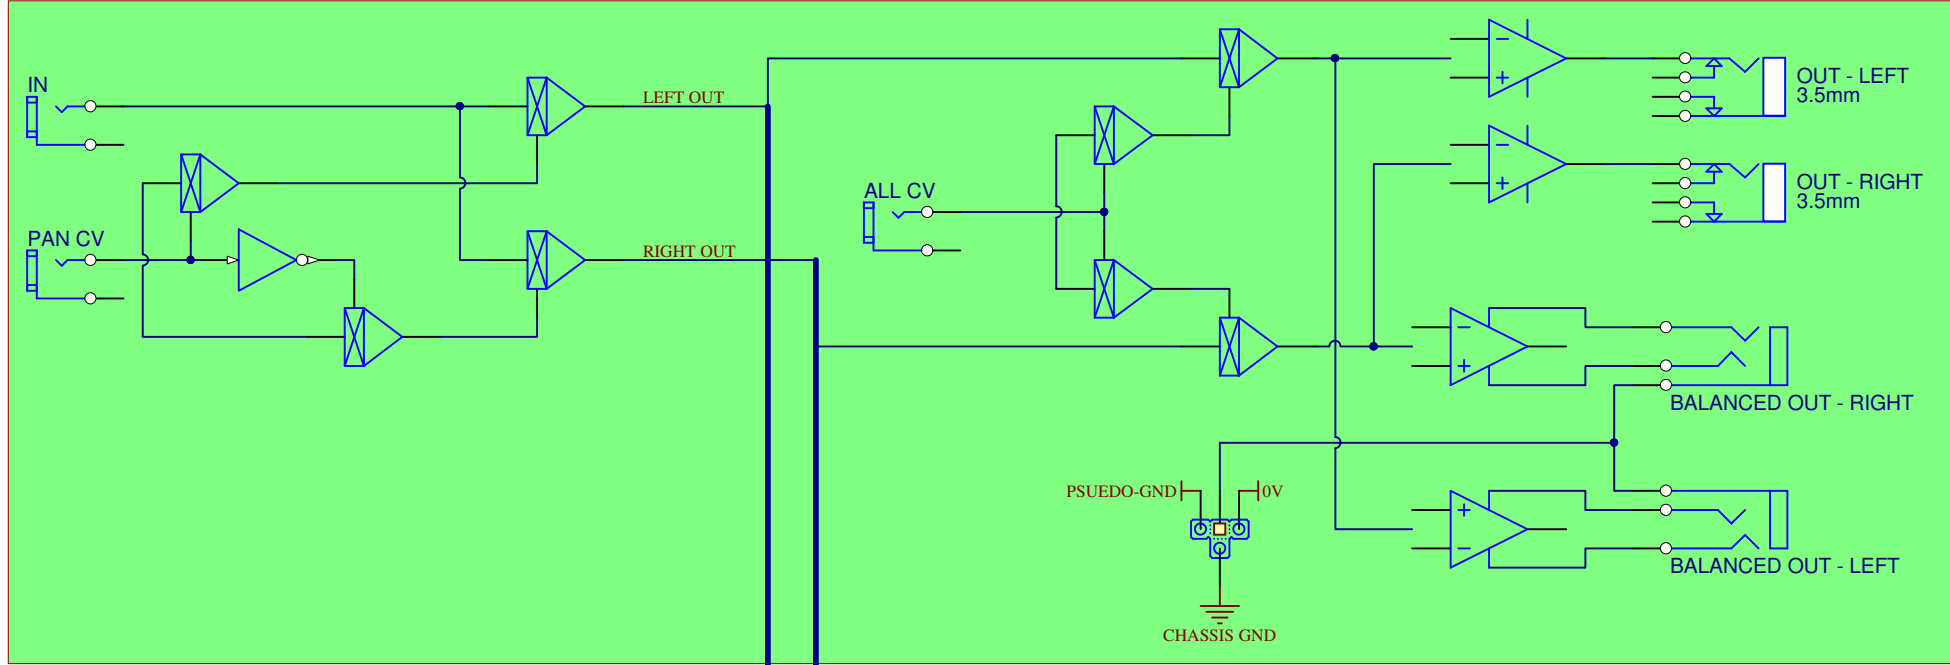 IN
LEFT OUT
PAN CV
RIGHT OUT
ALL CV
OUT - LEFT
3.5mm
OUT - RIGHT
3.5mm
BALANCED OUT - RIGHT
PSUEDO-GND
0V
BALANCED OUT - LEFT
CHASSIS GND